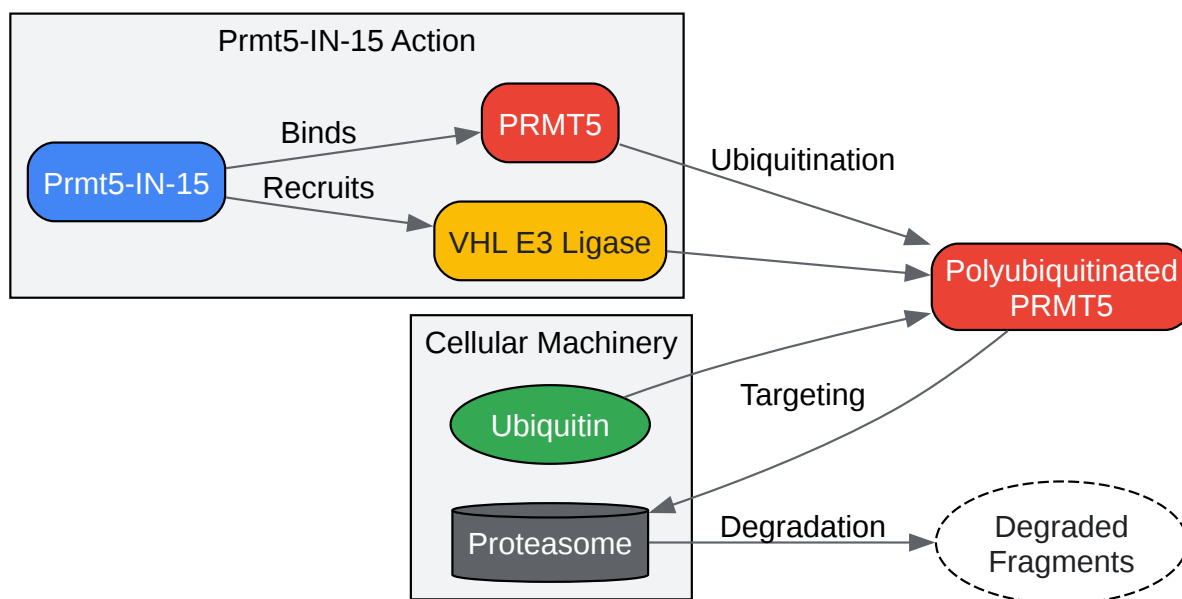 Prmt5-IN-15 Action
Prmt5-IN-15
Binds
Recruits
PRMT5
VHL E3 Ligase
Ubiquitination
Polyubiquitinated
PRMT5
Cellular Machinery
Ubiquitin
Targeting
Proteasome
Degradation
Degraded
Fragments